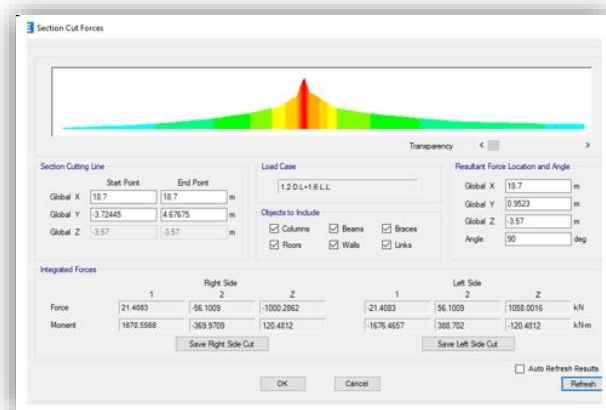 Section Cut Forces
Transparency < >
Section Cutting Line
Start Point End Point
Global X 18.7 18.7 m
Global Y -3.72445 4.67675 m
Global Z -3.57 -3.57 m
Load Case
1.2 D.L+1.6 L.L
Objects to Include
Columns Beams Braces
Floors Walls Links
Resultant Force Location and Angle
Global X 18.7 m
Global Y 0.9523 m
Global Z -3.57 m
Angle 90 deg
Integrated Forces
Right Side Left Side
1 2 Z 1 2 Z
Force 21.4083 -56.1009 -1000.2862 -21.4083 56.1009 1058.0016 kN
Moment 1670.5568 -369.9709 120.4812 -1676.4657 388.702 -120.4812 kN-m
Save Right Side Cut Save Left Side Cut
Auto Refresh Results
OK Cancel Refresh